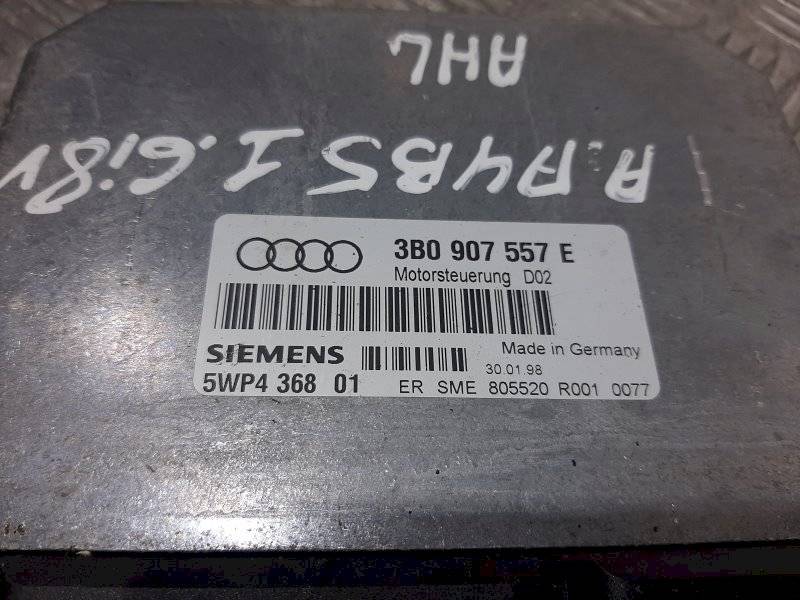 AHL
A.A4B5 1.6i8v
3B0 907 557 E
Motorsteuerung D02
SIEMENS
Made in Germany
30.01.98
5WP4 368 01 ER SME 805520 R001 0077